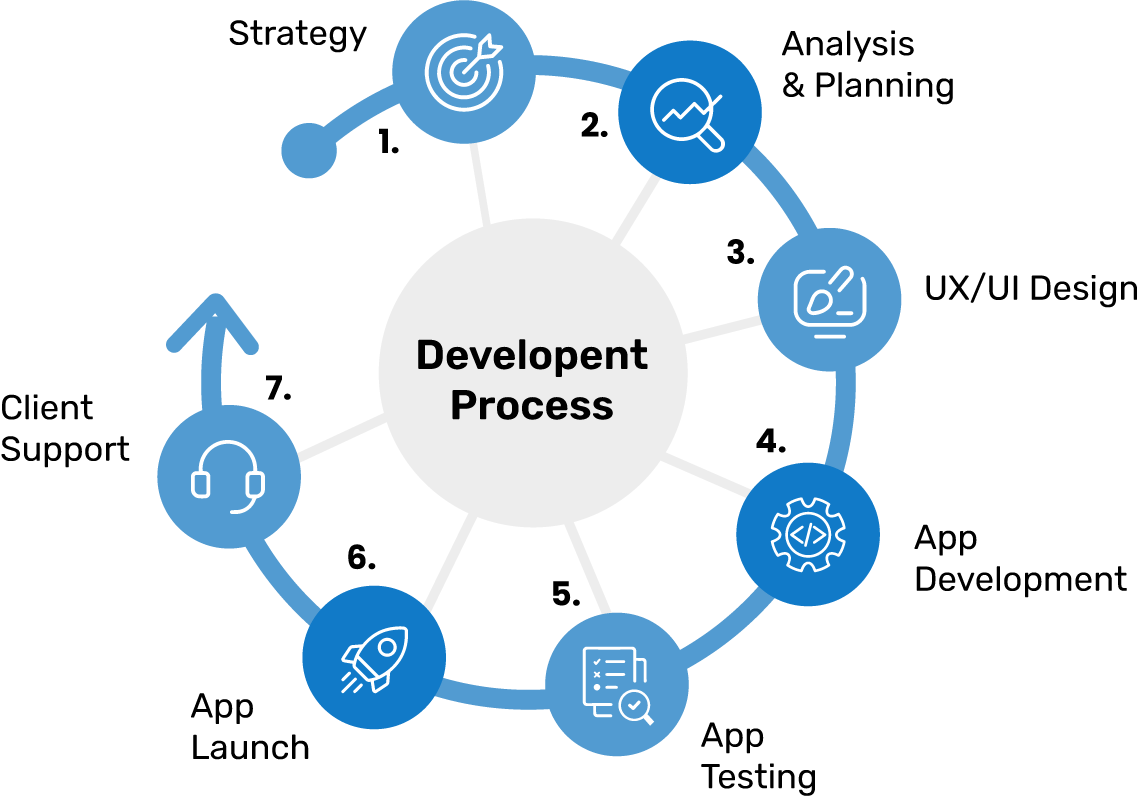 Strategy
1.
Analysis
& Planning
2.
3.
UX/UI Design
4.
App
Development
5.
App
Testing
6.
App
Launch
7.
Client
Support
Developent
Process